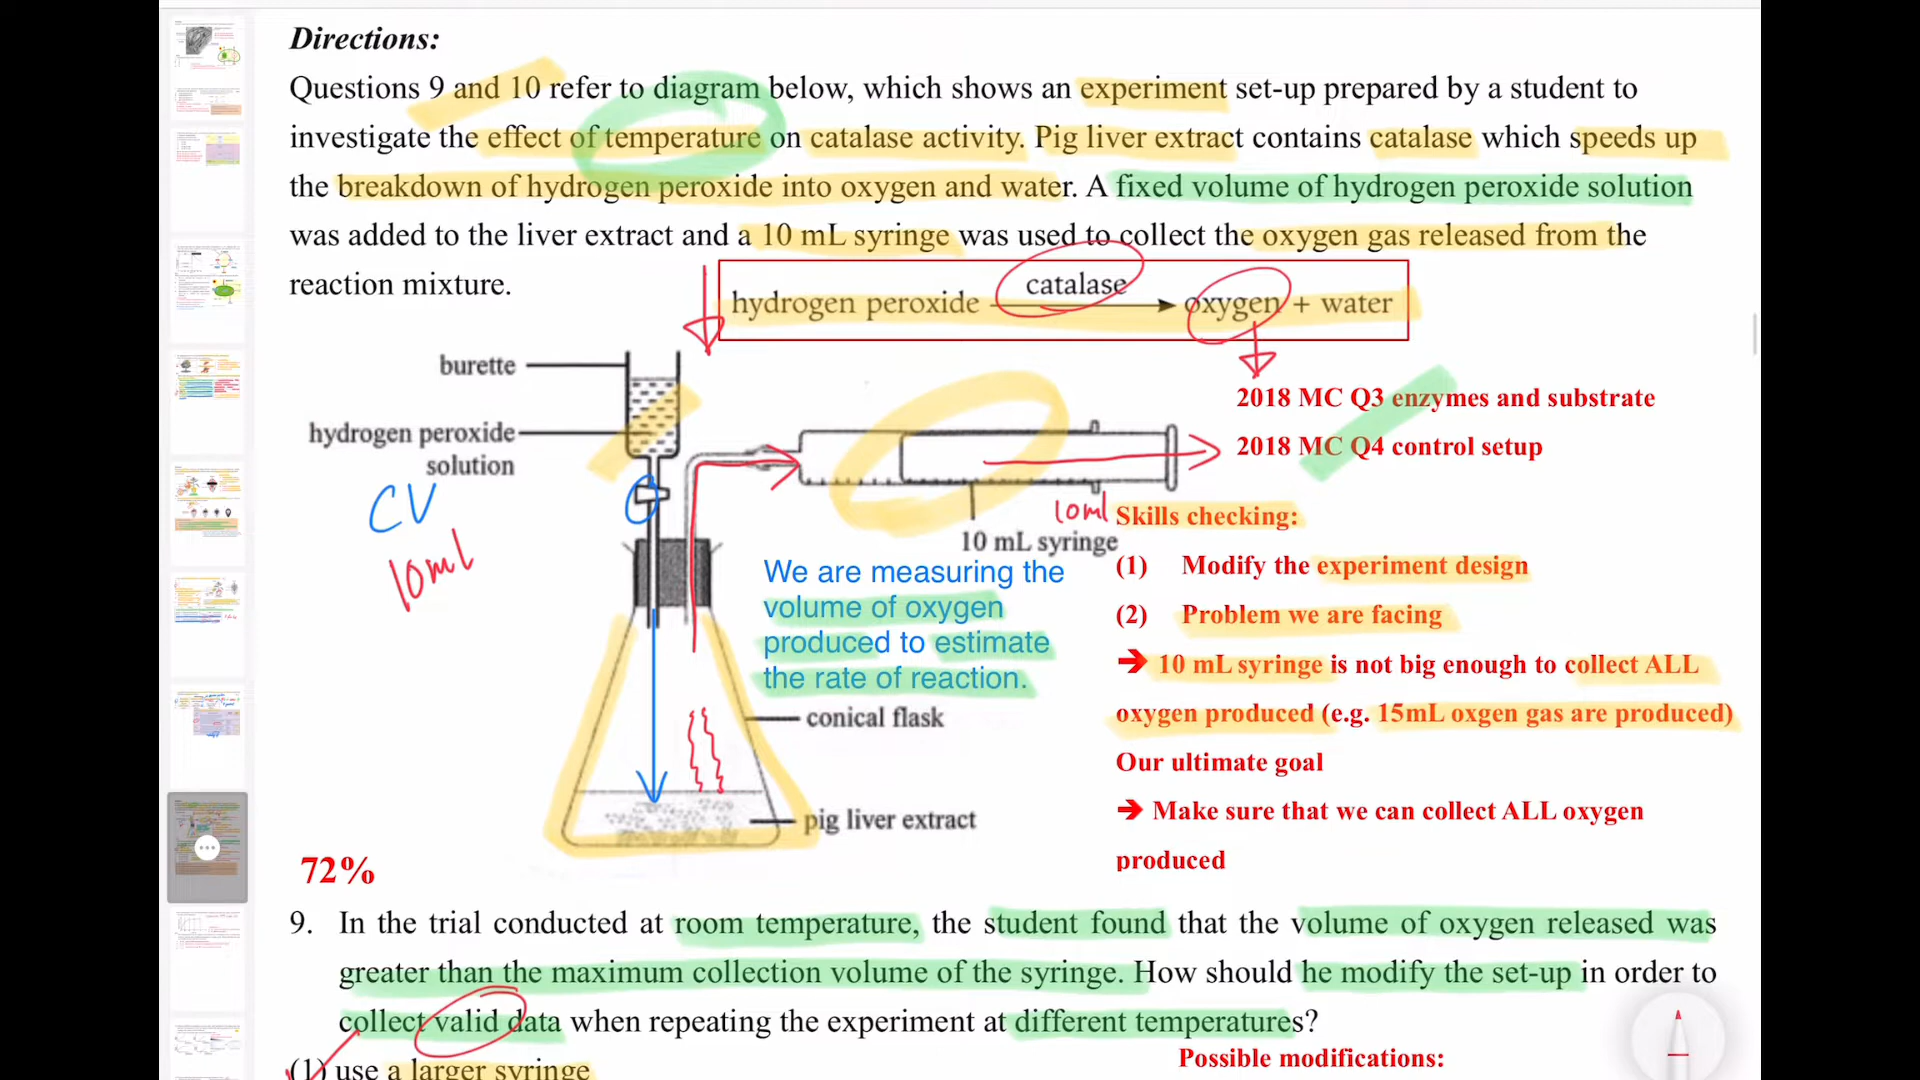 Directions:
Questions 9 and 10 refer to diagram below, which shows an experiment set-up prepared by a student to
investigate the effect of temperature on catalase activity. Pig liver extract contains catalase which speeds up
the breakdown of hydrogen peroxide into oxygen and water. A fixed volume of hydrogen peroxide solution
was added to the liver extract and a 10 mL syringe was used to collect the oxygen gas released from the
reaction mixture.
catalase
hydrogen peroxide oxygen + water
burette
hydrogen peroxide
solution
CV
10ml
10ml
10 mL syringe
We are measuring the
volume of oxygen
produced to estimate
the rate of reaction.
conical flask
pig liver extract
2018 MC Q3 enzymes and substrate
2018 MC Q4 control setup
Skills checking:
(1) Modify the experiment design
(2) Problem we are facing
➔ 10 mL syringe is not big enough to collect ALL
oxygen produced (e.g. 15mL oxgen gas are produced)
Our ultimate goal
➔ Make sure that we can collect ALL oxygen
produced
72%
9. In the trial conducted at room temperature, the student found that the volume of oxygen released was
greater than the maximum collection volume of the syringe. How should he modify the set-up in order to
collect valid data when repeating the experiment at different temperatures?
Possible modifications:
(1) use a larger syringe